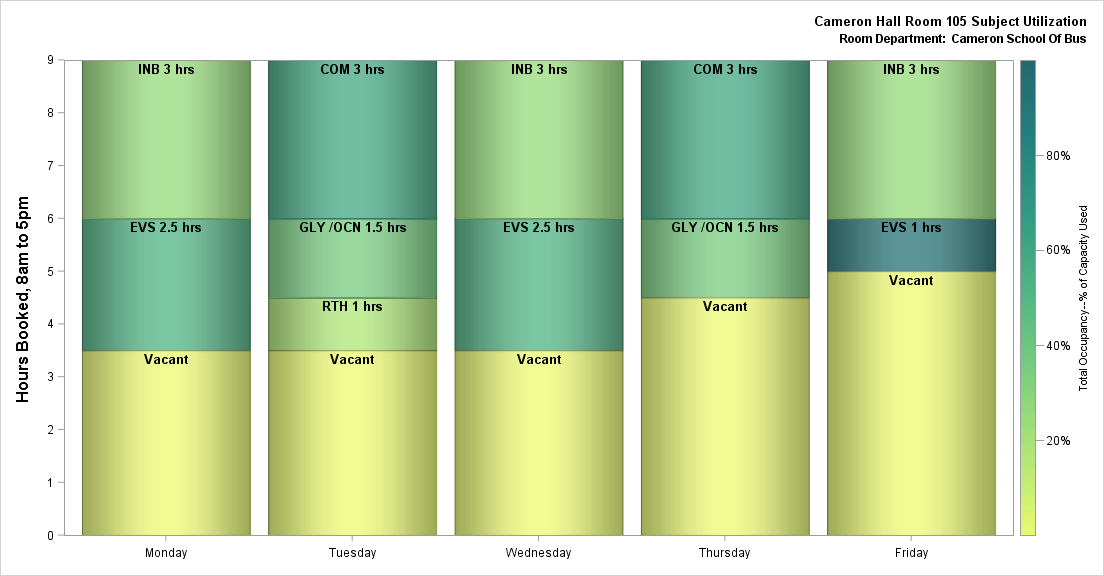 Cameron Hall Room 105 Subject Utilization
Room Department: Cameron School Of Bus
Hours Booked, 8am to 5pm
9
8
7
6
5
4
3
2
1
0
INB 3 hrs
EVS 2.5 hrs
Vacant
COM 3 hrs
GLY /OCN 1.5 hrs
RTH 1 hrs
Vacant
INB 3 hrs
EVS 2.5 hrs
Vacant
COM 3 hrs
GLY /OCN 1.5 hrs
Vacant
INB 3 hrs
EVS 1 hrs
Vacant
Monday
Tuesday
Wednesday
Thursday
Friday
80%
60%
40%
20%
Total Occupancy--% of Capacity Used